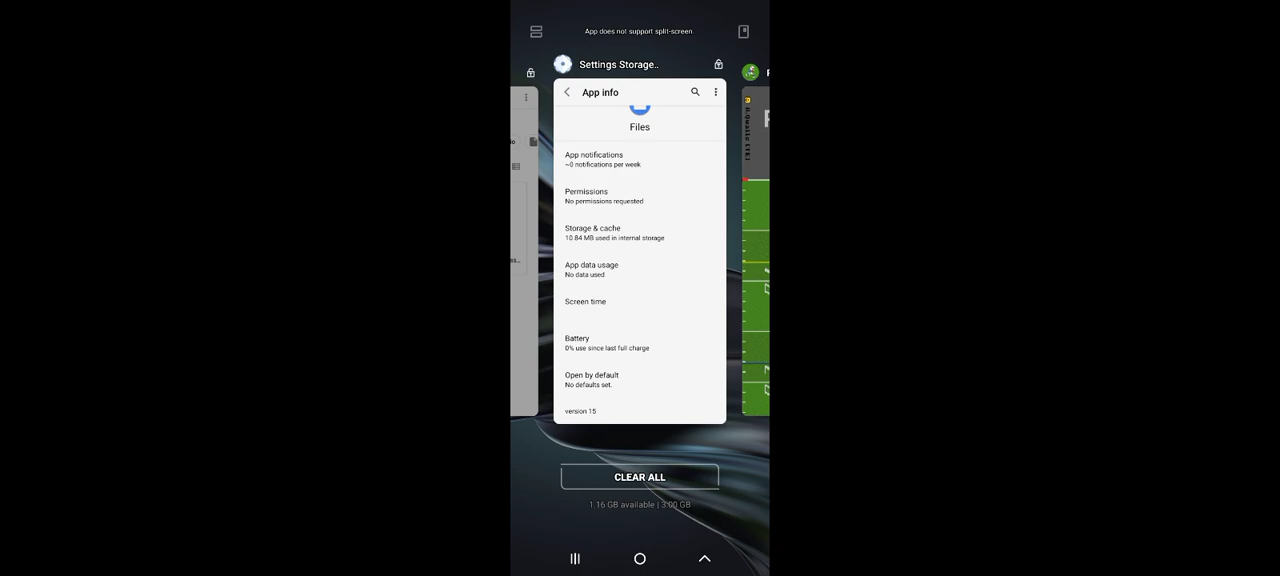 App does not support split-screen.
Settings Storage..
App info
Files
App notifications
~0 notifications per week
Permissions
No permissions requested
Storage & cache
10.84 MB used in internal storage
App data usage
No data used
Screen time
Battery
0% use since last full charge
Open by default
No defaults set.
version 15
CLEAR ALL
1.16 GB available | 3.00 GB